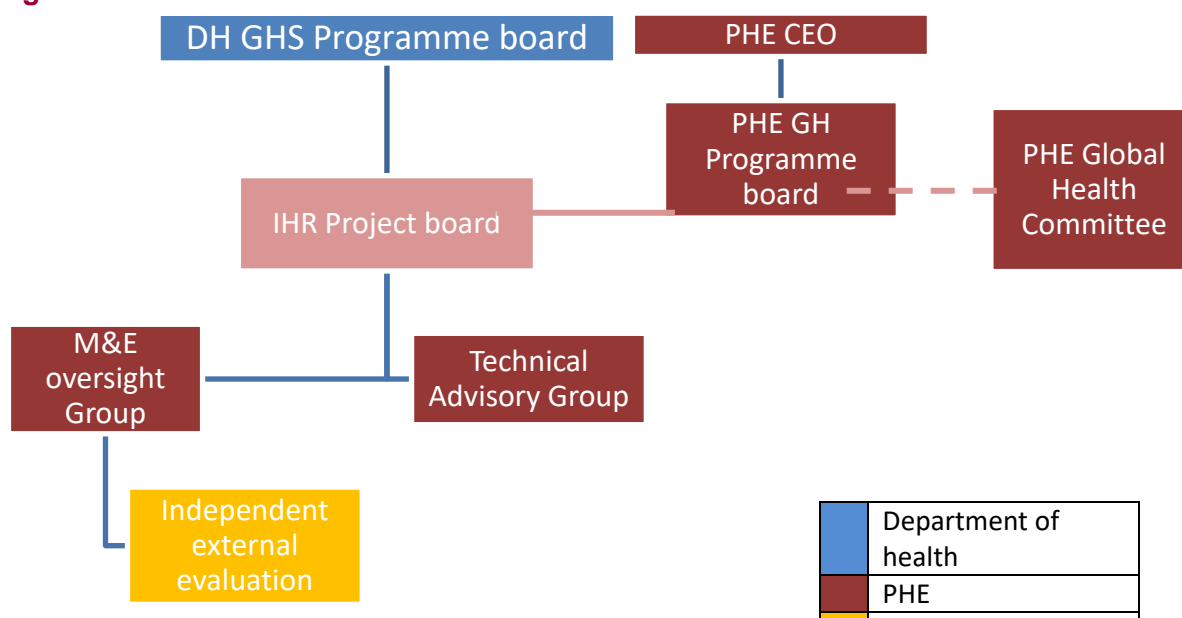 DH GHS Programme board
PHE CEO
PHE GH
Programme
board
PHE Global
Health
Committee
IHR Project board
M&E
oversight
Group
Technical
Advisory Group
Independent
external
evaluation
Department of
health
PHE